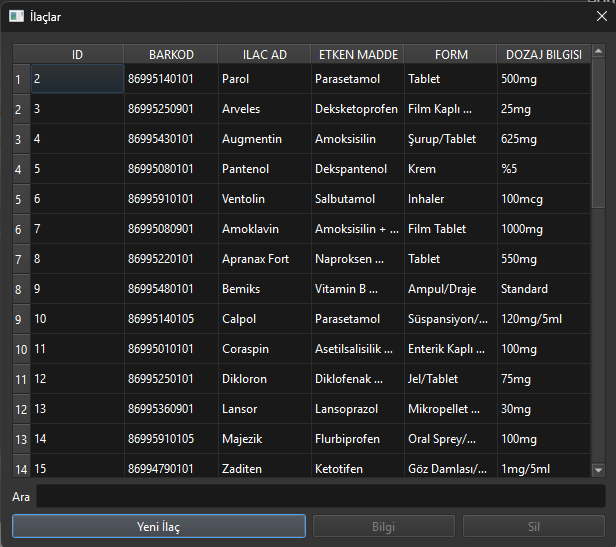 İlaçlar
ID BARKOD ILAC AD ETKEN MADDE FORM DOZAJ BILGISI
1 2 86995140101 Parol Parasetamol Tablet 500mg
2 3 86995250901 Arveles Deksketoprofen Film Kaplı ... 25mg
3 4 86995430101 Augmentin Amoksisilin Şurup/Tablet 625mg
4 5 86995080101 Pantenol Dekspantenol Krem %5
5 6 86995910101 Ventolin Salbutamol Inhaler 100mcg
6 7 86995080901 Amoklavin Amoksisilin + ... Film Tablet 1000mg
7 8 86995220101 Apranax Fort Naproksen ... Tablet 550mg
8 9 86995480101 Bemiks Vitamin B ... Ampul/Draje Standard
9 10 86995140105 Calpol Parasetamol Süspansiyon/... 120mg/5ml
10 11 86995010101 Coraspin Asetilsalisilik ... Enterik Kaplı ... 100mg
11 12 86995250101 Dikloron Diklofenak ... Jel/Tablet 75mg
12 13 86995360901 Lansor Lansoprazol Mikropellet ... 30mg
13 14 86995910105 Majezik Flurbiprofen Oral Sprey/... 100mg
14 15 86994790101 Zaditen Ketotifen Göz Damlası/... 1mg/5ml
Ara
Yeni İlaç Bilgi Sil